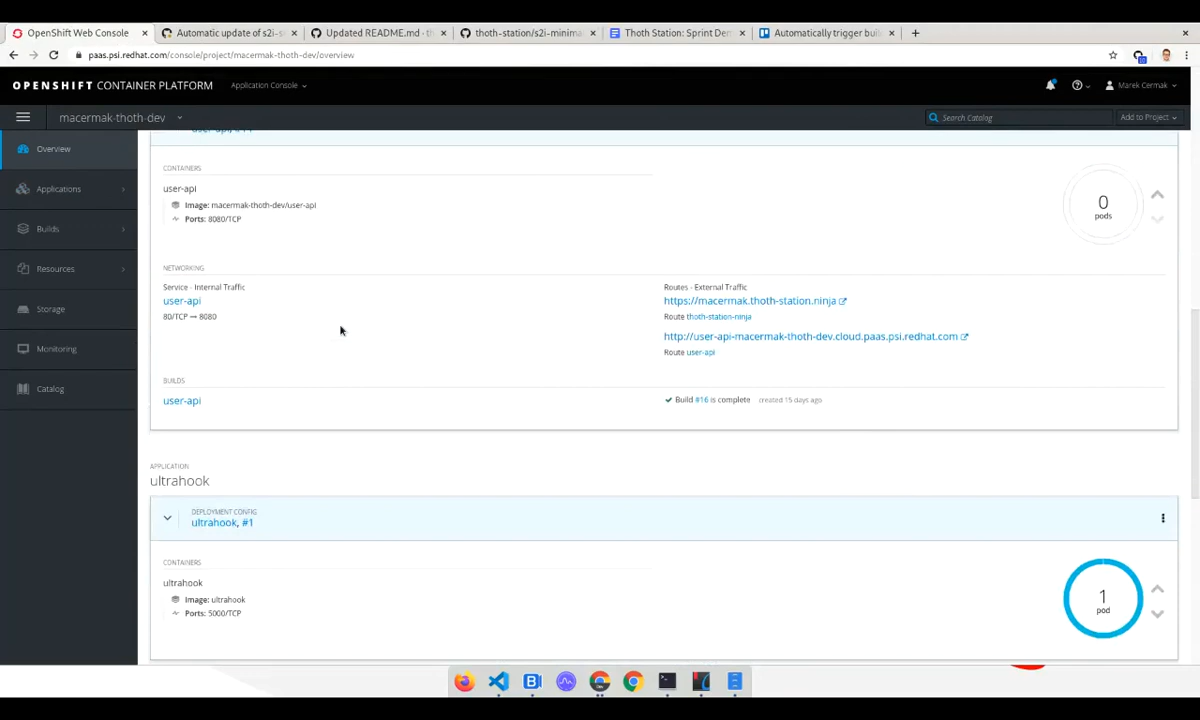 OpenShift Web Console
Automatic update of s2i-
Updated README.md · th
thoth-station/s2i-minima
Thoth Station: Sprint De
Automatically trigger bui
paas.psi.redhat.com/console/project/macermak-thoth-dev/overview
OPENSHIFT CONTAINER PLATFORM
Application Console
Marek Cermak
macermak-thoth-dev
Search Catalog
Add to Project
Overview
Applications
Builds
Resources
Storage
Monitoring
Catalog
CONTAINERS
user-api
Image: macermak-thoth-dev/user-api
Ports: 8080/TCP
0
pods
NETWORKING
Service - Internal Traffic
user-api
80/TCP → 8080
Routes - External Traffic
https://macermak.thoth-station.ninja
Route thoth-station-ninja
http://user-api-macermak-thoth-dev.cloud.paas.psi.redhat.com
Route user-api
BUILDS
user-api
Build #16 is complete created 15 days ago
APPLICATION
ultrahook
DEPLOYMENT CONFIG
ultrahook, #1
CONTAINERS
ultrahook
Image: ultrahook
Ports: 5000/TCP
1
pod